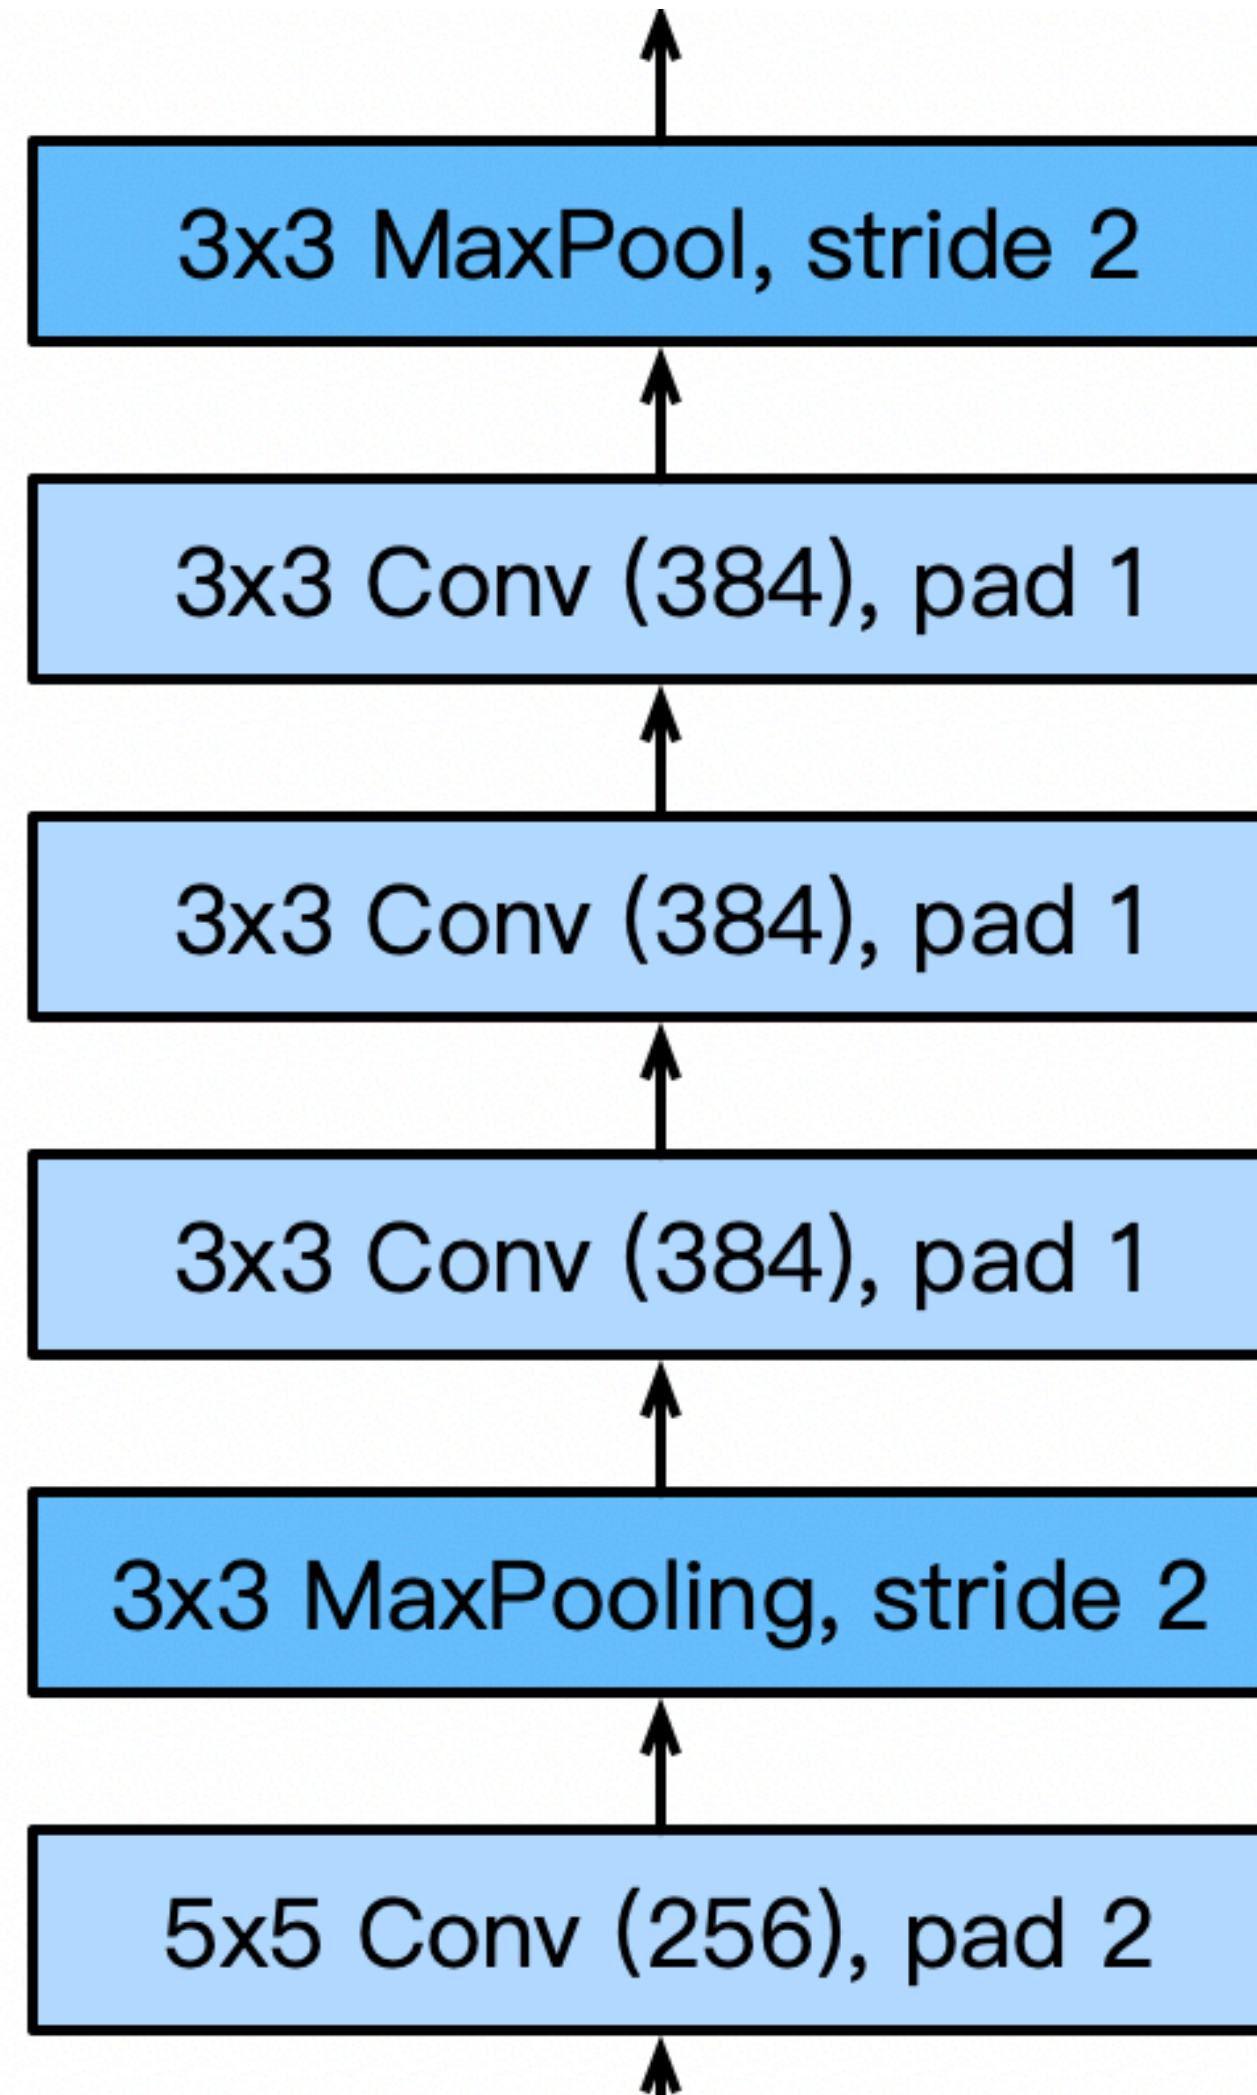 3x3 MaxPool, stride 2
3x3 Conv (384), pad 1
3x3 Conv (384), pad 1
3x3 Conv (384), pad 1
3x3 MaxPooling, stride 2
5x5 Conv (256), pad 2